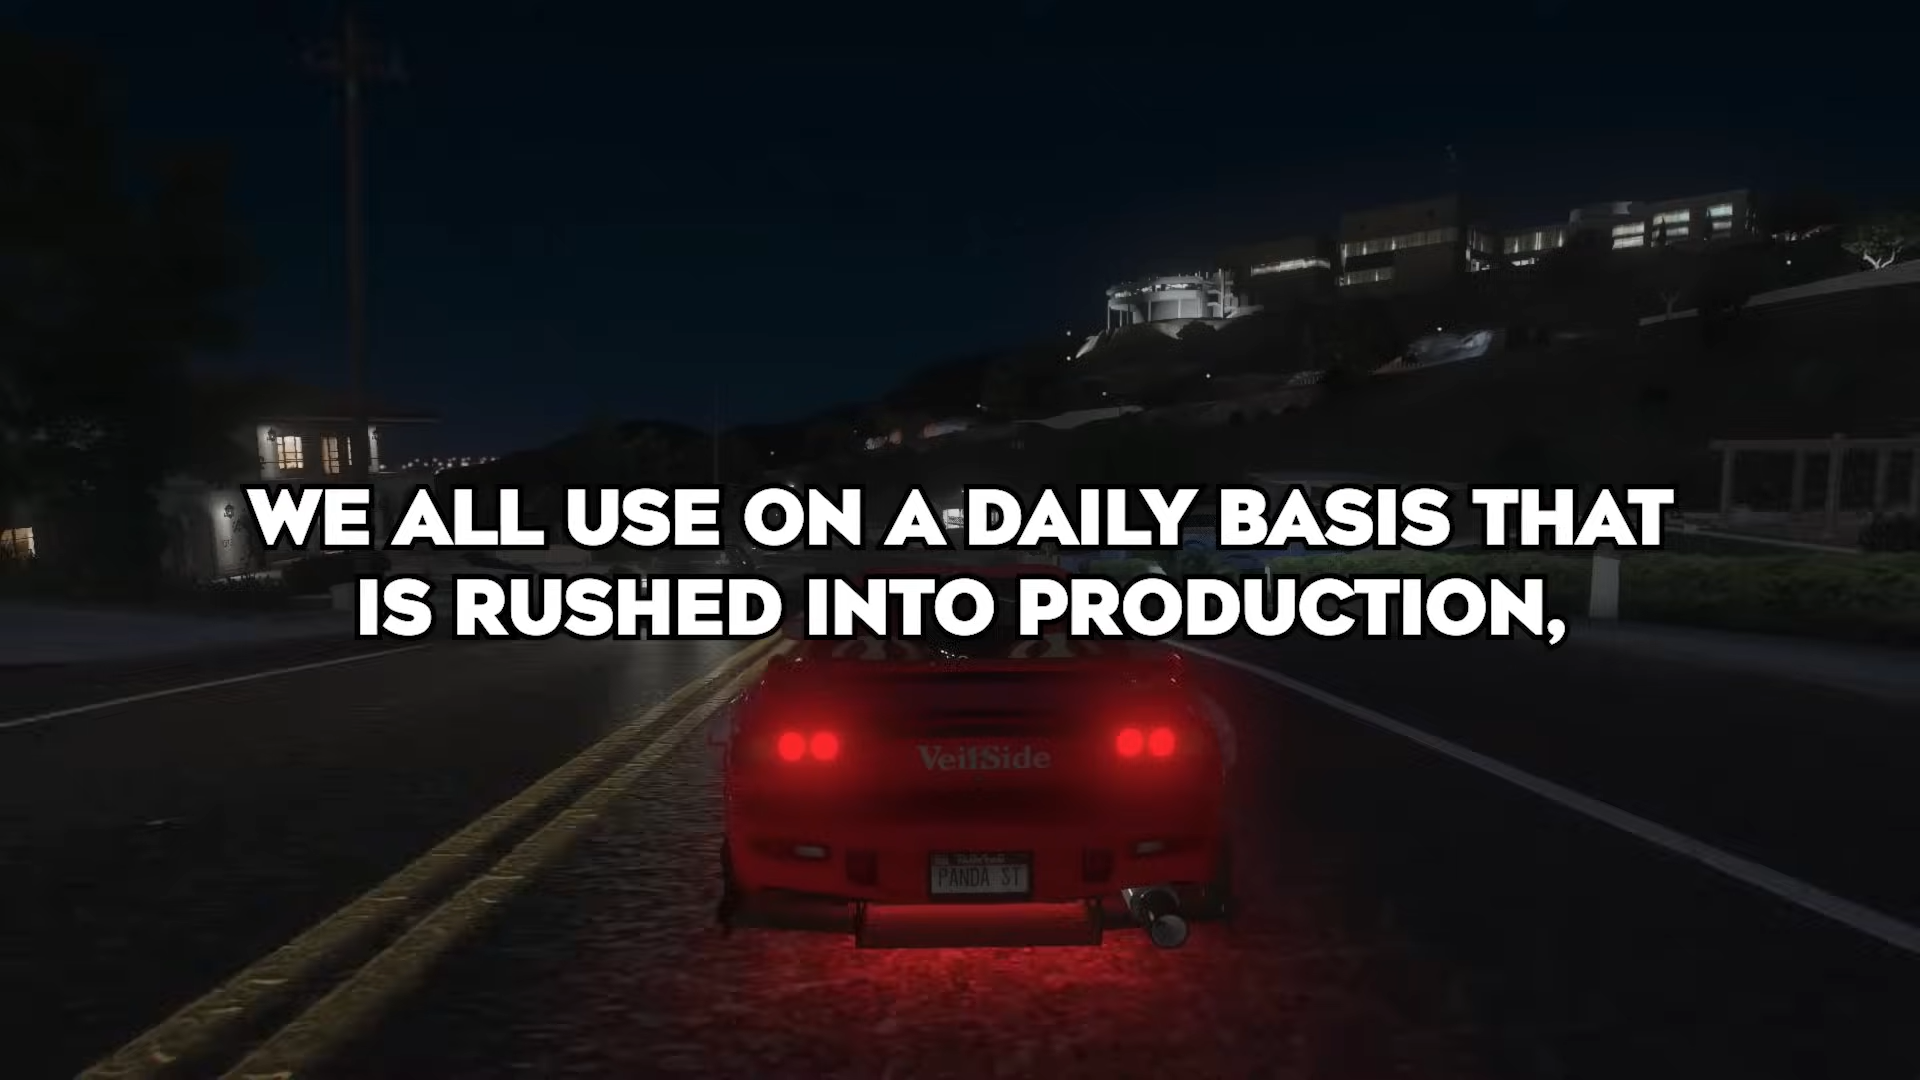 WE ALL USE ON A DAILY BASIS THAT
IS RUSHED INTO PRODUCTION,
VeilSide
PANDA ST